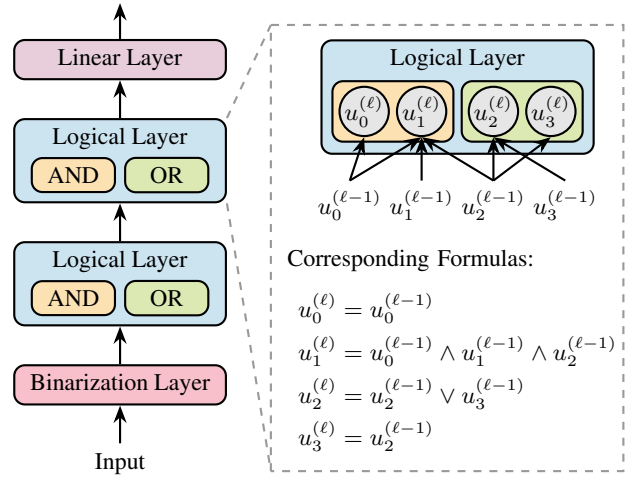 Linear Layer
Logical Layer
AND OR
Logical Layer
AND OR
Binarization Layer
Input
Logical Layer
u_0^{(ℓ)} u_1^{(ℓ)} u_2^{(ℓ)} u_3^{(ℓ)}
u_0^{(ℓ-1)} u_1^{(ℓ-1)} u_2^{(ℓ-1)} u_3^{(ℓ-1)}
Corresponding Formulas:
u_0^{(ℓ)} = u_0^{(ℓ-1)}
u_1^{(ℓ)} = u_0^{(ℓ-1)} ∧ u_1^{(ℓ-1)} ∧ u_2^{(ℓ-1)}
u_2^{(ℓ)} = u_2^{(ℓ-1)} ∨ u_3^{(ℓ-1)}
u_3^{(ℓ)} = u_2^{(ℓ-1)}